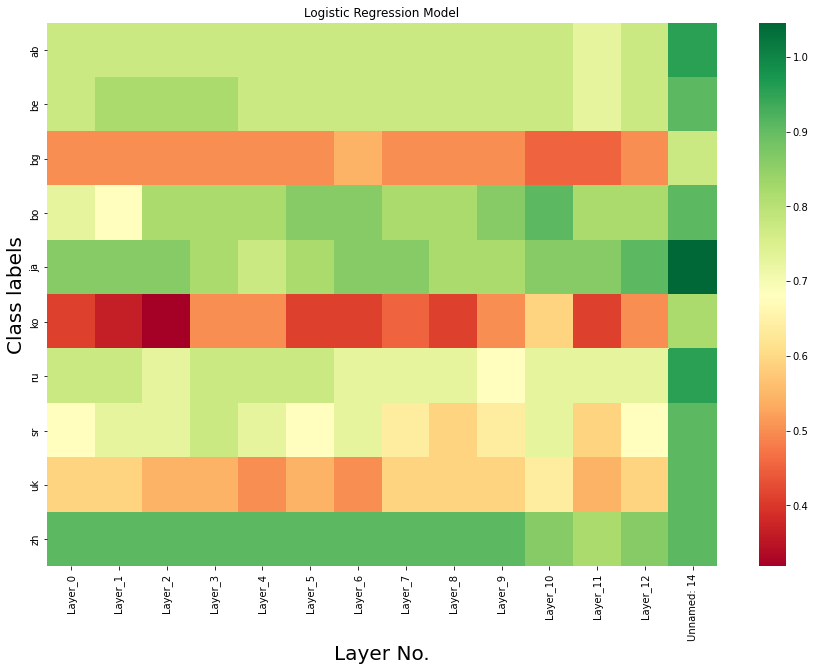 Logistic Regression Model
Class labels
ab
be
bg
bo
ja
ko
ru
sr
uk
zh
Layer_0
Layer_1
Layer_2
Layer_3
Layer_4
Layer_5
Layer_6
Layer_7
Layer_8
Layer_9
Layer_10
Layer_11
Layer_12
Unnamed: 14
Layer No.
1.0
0.9
0.8
0.7
0.6
0.5
0.4